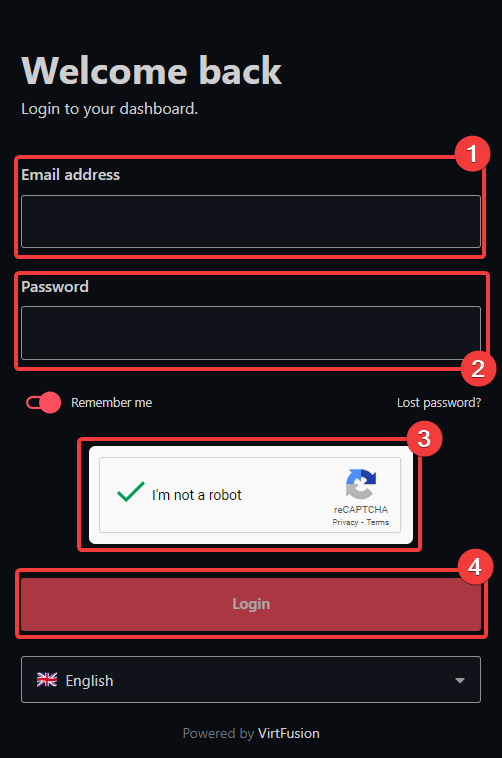 Welcome back
Login to your dashboard.
1
Email address
Password
2
Remember me Lost password?
3
I'm not a robot
reCAPTCHA
Privacy - Terms
4
Login
English
Powered by VirtFusion